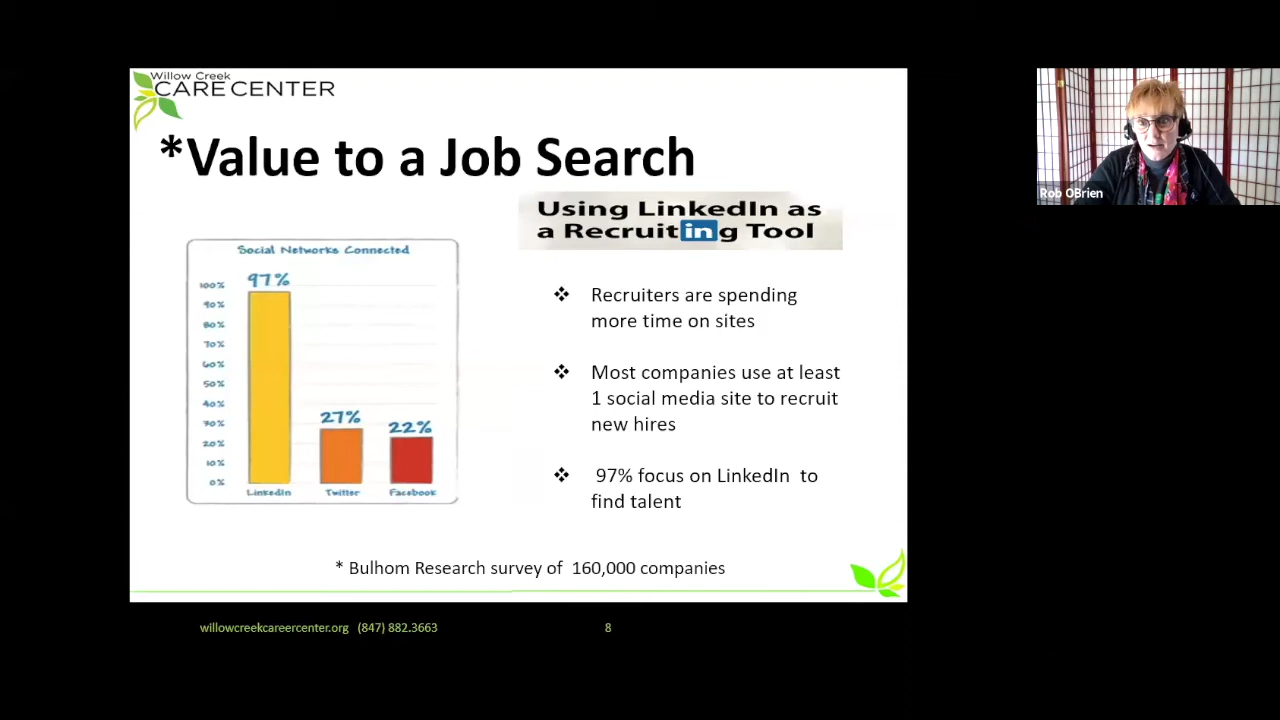 Willow Creek
CARE CENTER
*Value to a Job Search
Using LinkedIn as
a Recruiting Tool
Social Networks Connected
100%
90%
80%
70%
60%
50%
40%
30%
20%
10%
0%
97%
27%
22%
LinkedIn Twitter Facebook
❖ Recruiters are spending
more time on sites
❖ Most companies use at least
1 social media site to recruit
new hires
❖ 97% focus on LinkedIn to
find talent
* Bulhom Research survey of 160,000 companies
willowcreekcareercenter.org (847) 882.3663
8
Rob OBrien